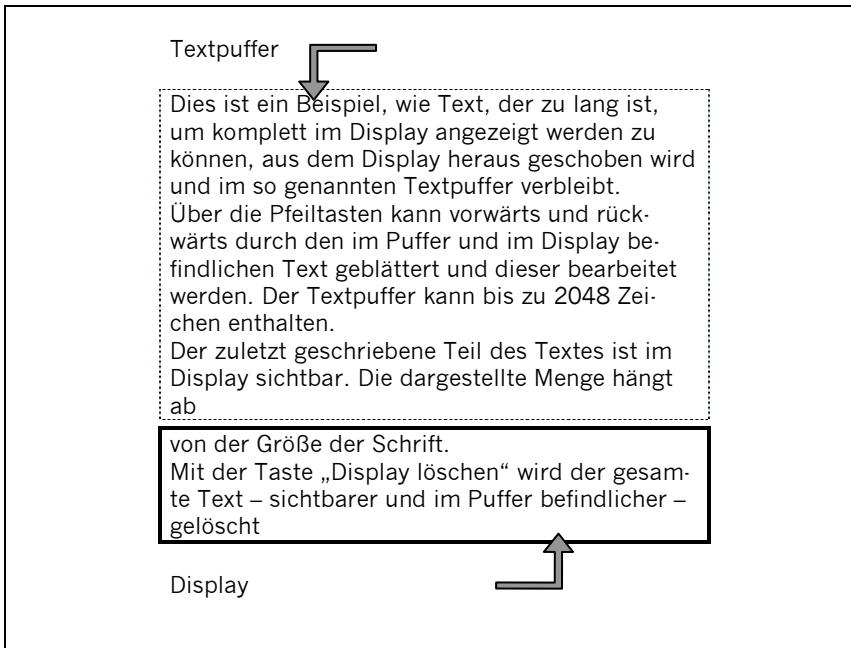 Textpuffer
Dies ist ein Beispiel, wie Text, der zu lang ist,
um komplett im Display angezeigt werden zu
können, aus dem Display heraus geschoben wird
und im so genannten Textpuffer verbleibt.
Über die Pfeiltasten kann vorwärts und rück-
wärts durch den im Puffer und im Display be-
findlichen Text geblättert und dieser bearbeitet
werden. Der Textpuffer kann bis zu 2048 Zei-
chen enthalten.
Der zuletzt geschriebene Teil des Textes ist im
Display sichtbar. Die dargestellte Menge hängt
ab
von der Größe der Schrift.
Mit der Taste „Display löschen“ wird der gesam-
te Text – sichtbarer und im Puffer befindlicher –
gelöscht
Display